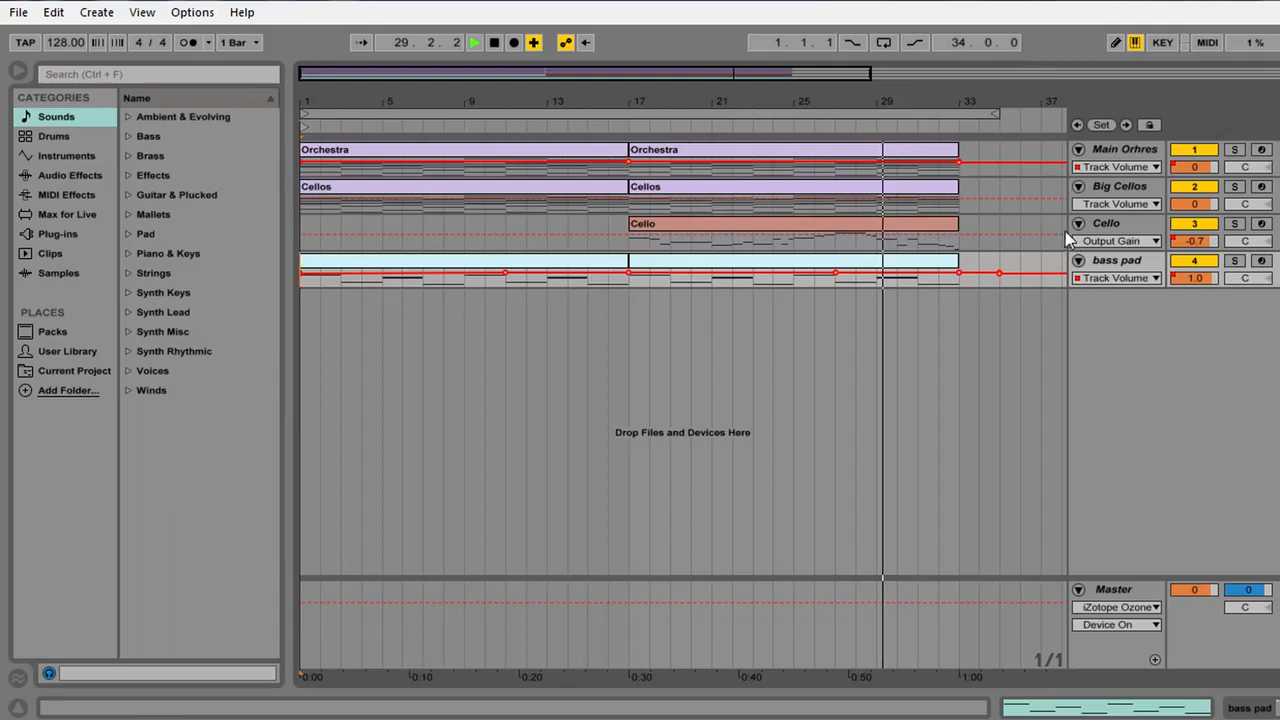 File Edit Create View Options Help
TAP 128.00 4 / 4 1 Bar 29. 2. 2 1. 1. 1 34. 0. 0 KEY MIDI 1 %
Search (Ctrl + F)
CATEGORIES
Sounds
Drums
Instruments
Audio Effects
MIDI Effects
Max for Live
Plug-ins
Clips
Samples
PLACES
Packs
User Library
Current Project
Add Folder...
Name
Ambient & Evolving
Bass
Brass
Effects
Guitar & Plucked
Mallets
Pad
Piano & Keys
Strings
Synth Keys
Synth Lead
Synth Misc
Synth Rhythmic
Voices
Winds
1 5 9 13 17 21 25 29 33 37
Set
Orchestra Orchestra Main Orhres 1 S
Track Volume 0 C
Cellos Cellos Big Cellos 2 S
Track Volume 0 C
Cello Cello 3 S
Output Gain -0.7 C
bass pad 4 S
Track Volume 1.0 C
Drop Files and Devices Here
Master 0 0
iZotope Ozone C
Device On
1/1
0:00 0:10 0:20 0:30 0:40 0:50 1:00
bass pad